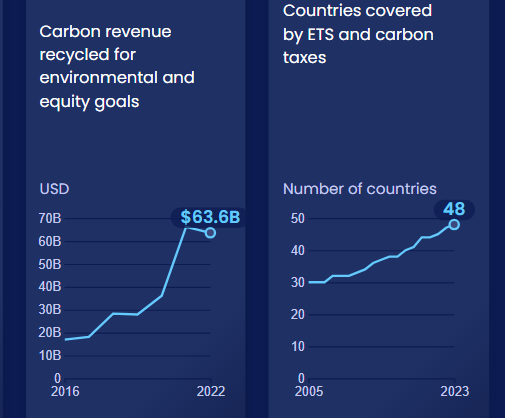 Carbon revenue
recycled for
environmental and
equity goals
USD
$63.6B
70B
60B
50B
40B
30B
20B
10B
0
2016
2022
Countries covered
by ETS and carbon
taxes
Number of countries
48
50
40
30
20
10
0
2005
2023